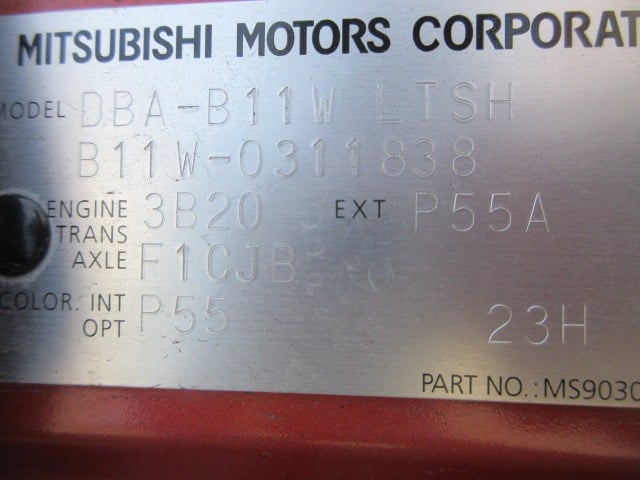 MITSUBISHI MOTORS CORPORAT
MODEL DBA-B11W LTSH
B11W-0311838
ENGINE 3B20 EXT P55A
TRANS
AXLE F1CJB
COLOR. INT P55
OPT 23H
PART NO.:MS9030